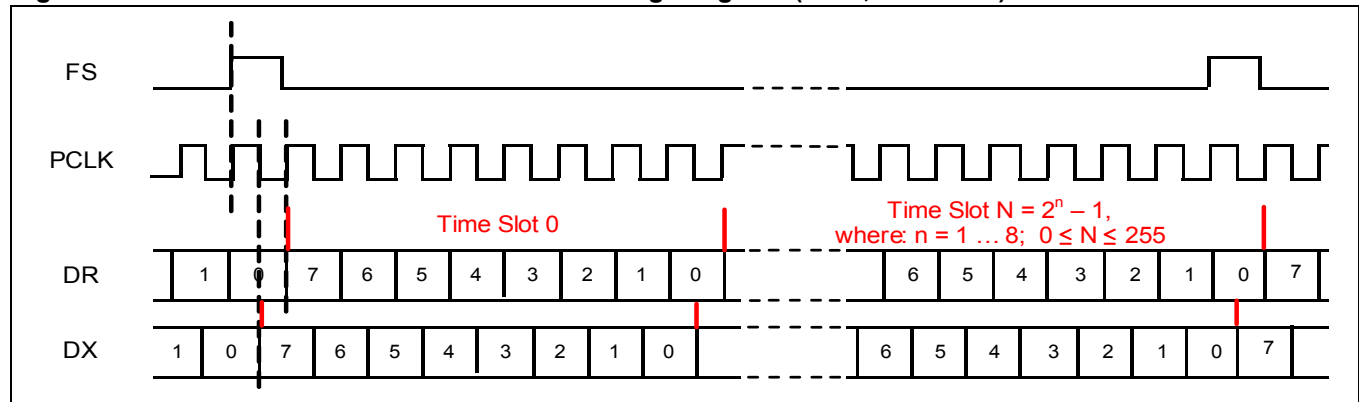 FS
PCLK
Time Slot 0
Time Slot N = 2ⁿ – 1,
where: n = 1 … 8; 0 ≤ N ≤ 255
DR 1 0 7 6 5 4 3 2 1 0 6 5 4 3 2 1 0 7
DX 1 0 7 6 5 4 3 2 1 0 6 5 4 3 2 1 0 7